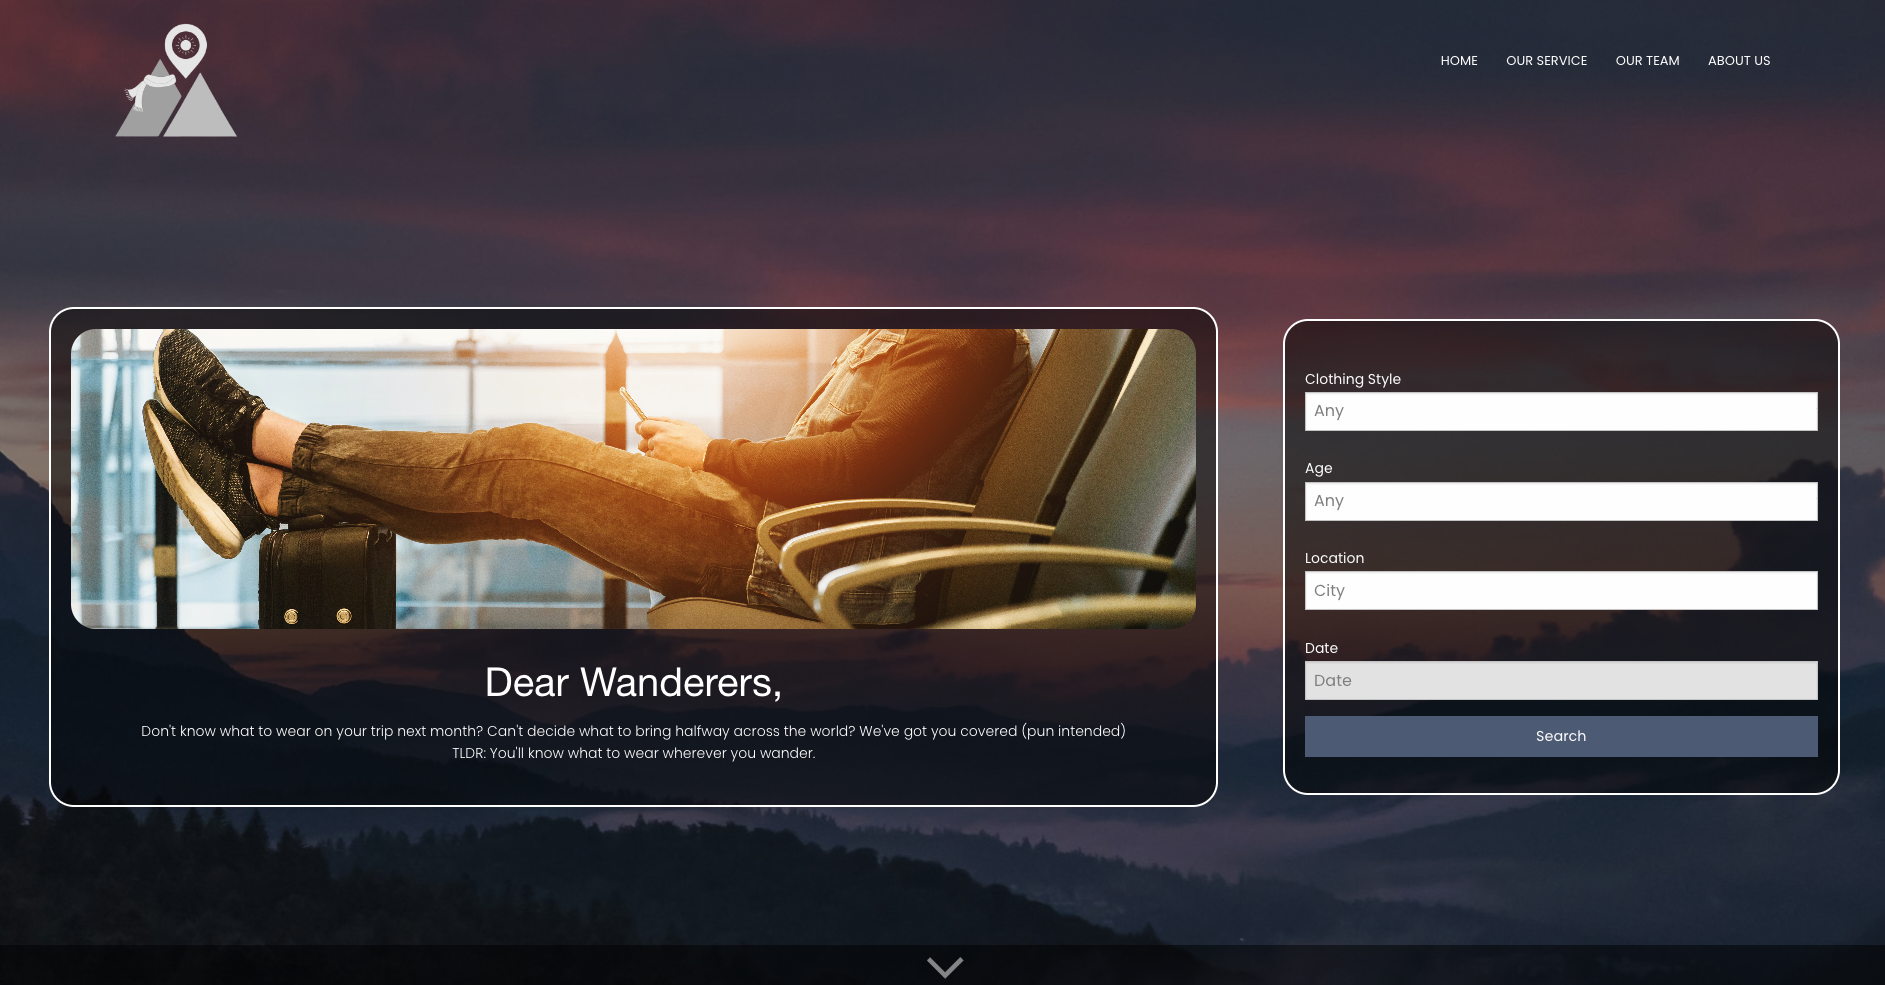 HOME OUR SERVICE OUR TEAM ABOUT US
Dear Wanderers,
Don't know what to wear on your trip next month? Can't decide what to bring halfway across the world? We've got you covered (pun intended)
TLDR: You'll know what to wear wherever you wander.
Clothing Style
Any
Age
Any
Location
City
Date
Date
Search